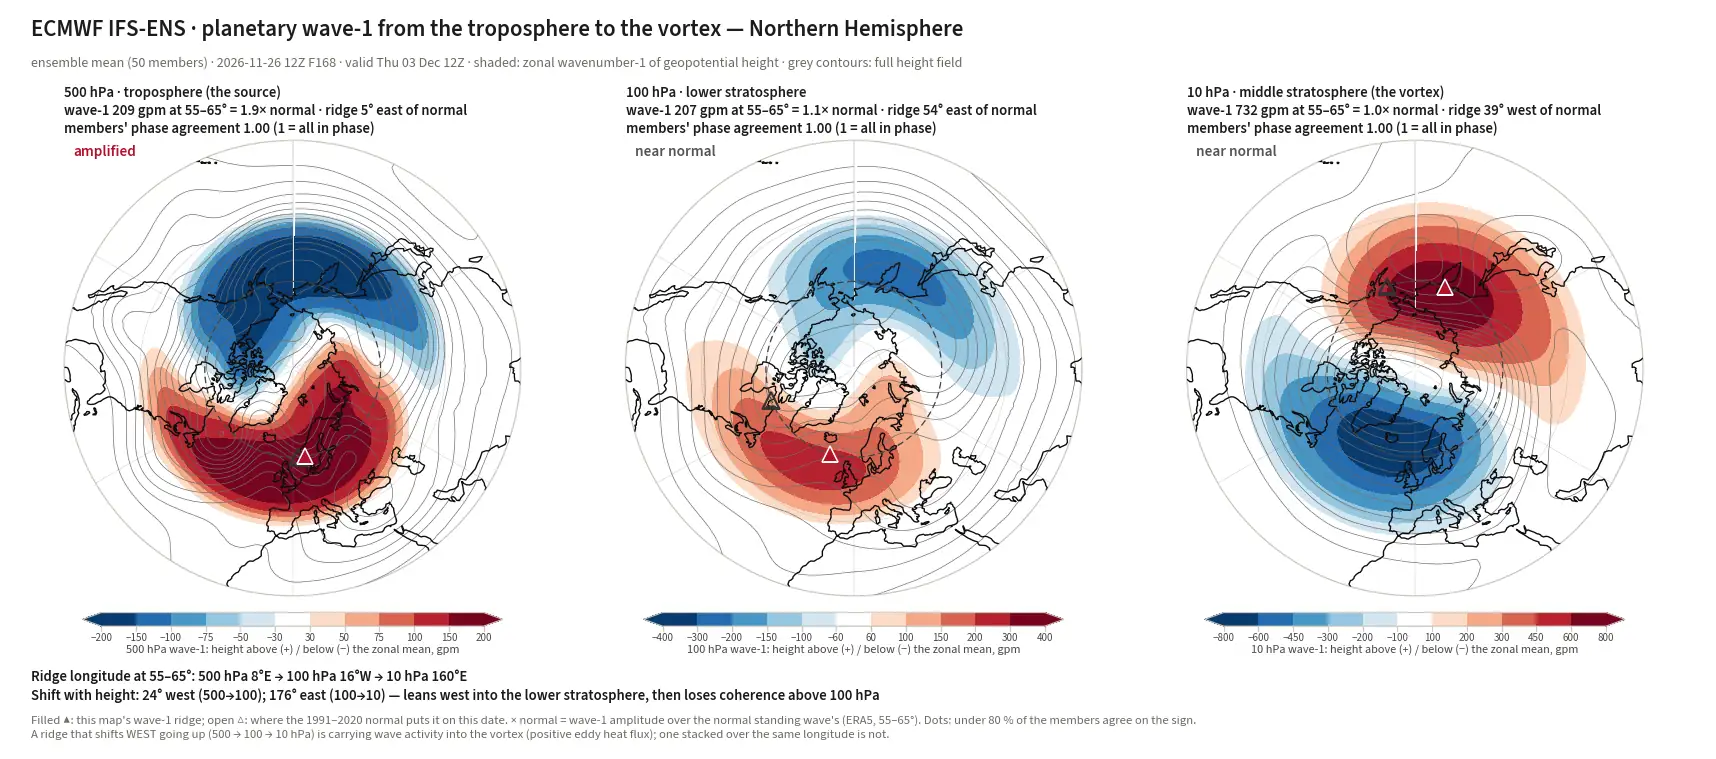 ECMWF IFS-ENS · planetary wave-1 from the troposphere to the vortex — Northern Hemisphere
ensemble mean (50 members) · 2026-11-26 12Z F168 · valid Thu 03 Dec 12Z · shaded: zonal wavenumber-1 of geopotential height · grey contours: full height field
500 hPa · troposphere (the source)
wave-1 209 gpm at 55–65° = 1.9× normal · ridge 5° east of normal
members' phase agreement 1.00 (1 = all in phase)
amplified
100 hPa · lower stratosphere
wave-1 207 gpm at 55–65° = 1.1× normal · ridge 54° east of normal
members' phase agreement 1.00 (1 = all in phase)
near normal
10 hPa · middle stratosphere (the vortex)
wave-1 732 gpm at 55–65° = 1.0× normal · ridge 39° west of normal
members' phase agreement 1.00 (1 = all in phase)
near normal
−200 −150 −100 −75 −50 −30 30 50 75 100 150 200
500 hPa wave-1: height above (+) / below (−) the zonal mean, gpm
−400 −300 −200 −150 −100 −60 60 100 150 200 300 400
100 hPa wave-1: height above (+) / below (−) the zonal mean, gpm
−800 −600 −450 −300 −200 −100 100 200 300 450 600 800
10 hPa wave-1: height above (+) / below (−) the zonal mean, gpm
Ridge longitude at 55–65°: 500 hPa 8°E → 100 hPa 16°W → 10 hPa 160°E
Shift with height: 24° west (500→100); 176° east (100→10) — leans west into the lower stratosphere, then loses coherence above 100 hPa
Filled ▲: this map's wave-1 ridge; open △: where the 1991–2020 normal puts it on this date. × normal = wave-1 amplitude over the normal standing wave's (ERA5, 55–65°). Dots: under 80 % of the members agree on the sign.
A ridge that shifts WEST going up (500 → 100 → 10 hPa) is carrying wave activity into the vortex (positive eddy heat flux); one stacked over the same longitude is not.